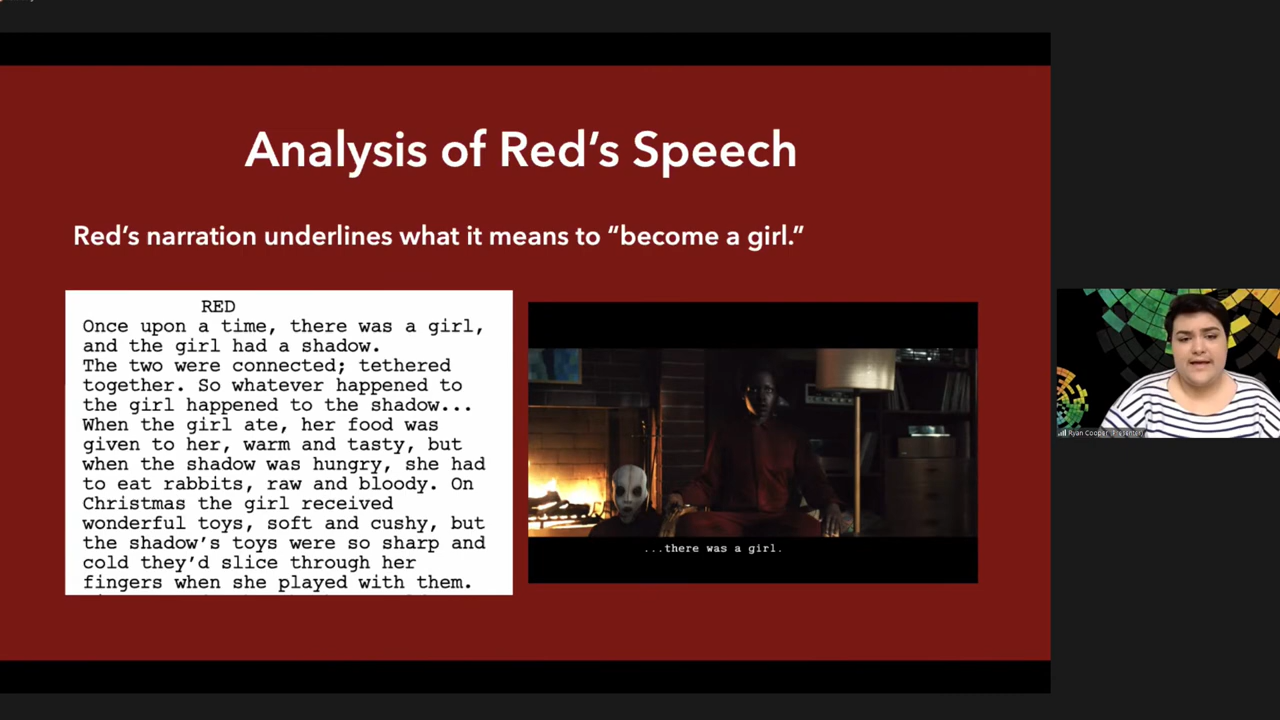 Analysis of Red’s Speech
Red’s narration underlines what it means to “become a girl.”
RED
Once upon a time, there was a girl,
and the girl had a shadow.
The two were connected; tethered
together. So whatever happened to
the girl happened to the shadow...
When the girl ate, her food was
given to her, warm and tasty, but
when the shadow was hungry, she had
to eat rabbits, raw and bloody. On
Christmas the girl received
wonderful toys, soft and cushy, but
the shadow’s toys were so sharp and
cold they’d slice through her
fingers when she played with them.
...there was a girl.
Ryan Cooper (Presenter)